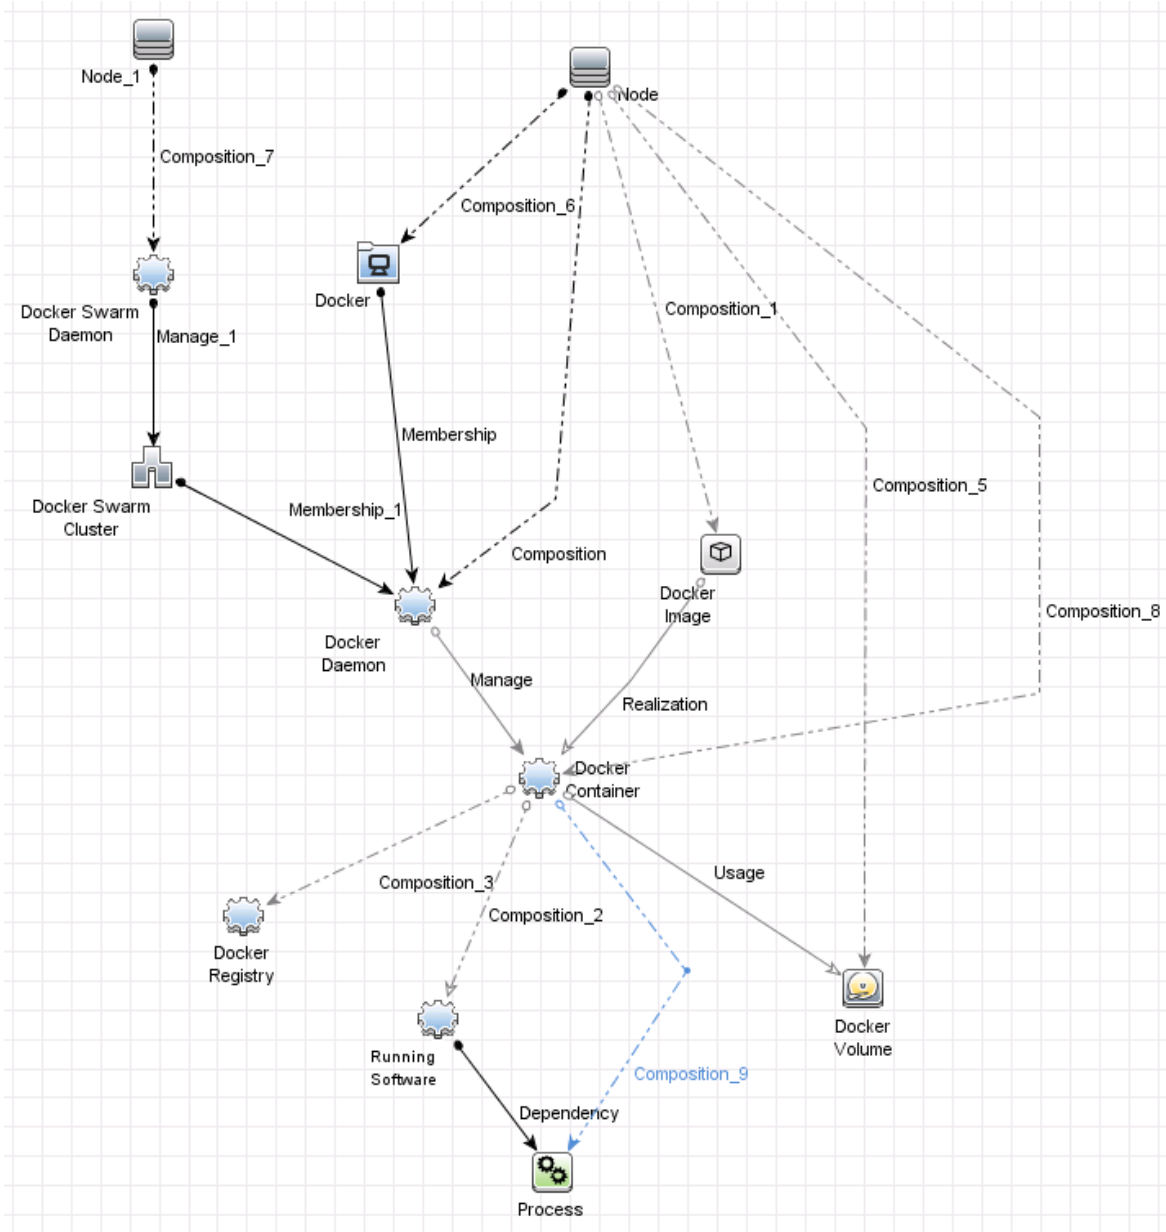 Node_1
Node
Composition_7
Composition_6
Docker
Docker Swarm
Daemon
Composition_1
Manage_1
Membership
Composition_5
Docker Swarm
Cluster
Membership_1
Composition
Docker
Image
Composition_8
Docker
Daemon
Manage
Realization
Docker
Container
Usage
Composition_3
Composition_2
Docker
Registry
Docker
Volume
Running
Software
Composition_9
Dependency
Process